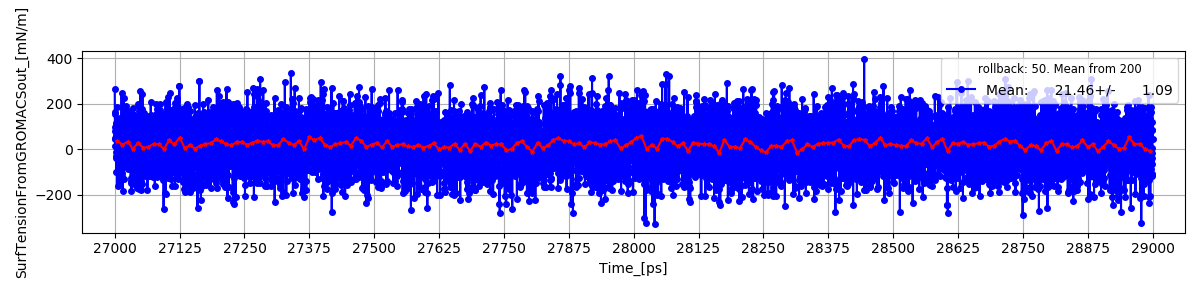 SurfTensionFromGROMACSout_[mN/m]
400
200
0
−200
rollback: 50. Mean from 200
Mean: 21.46+/- 1.09
27000 27125 27250 27375 27500 27625 27750 27875 28000 28125 28250 28375 28500 28625 28750 28875 29000
Time_[ps]